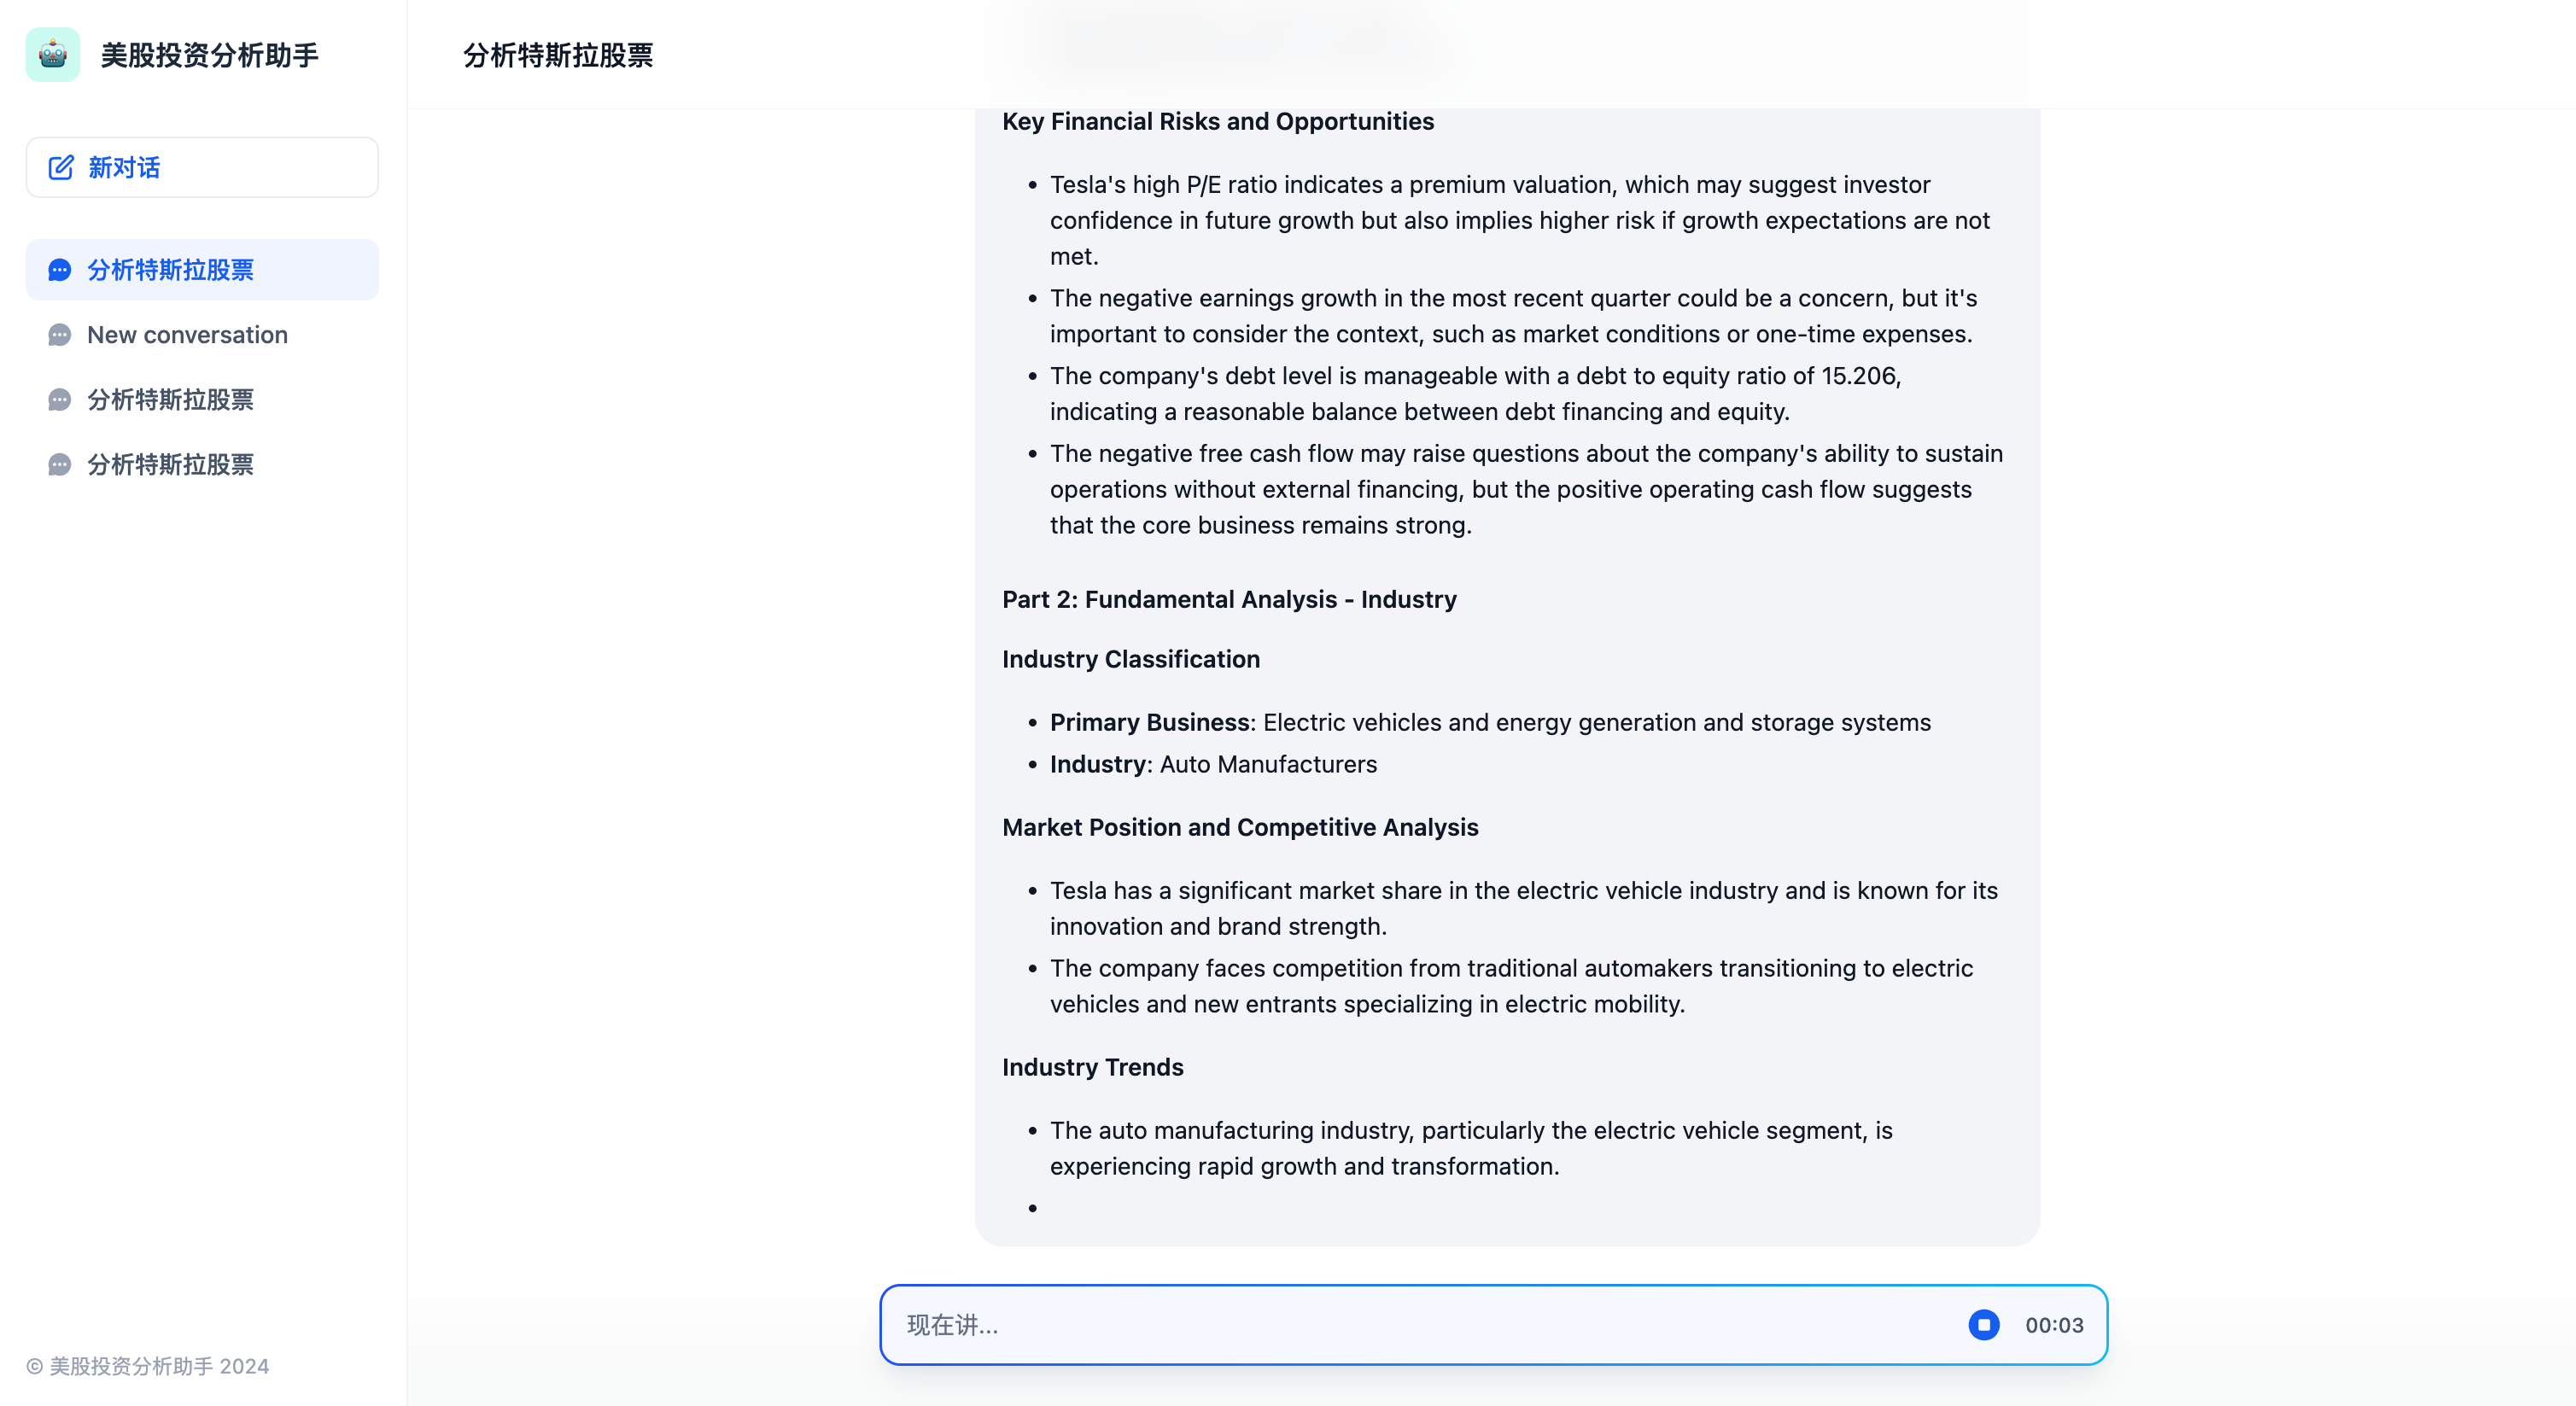 美股投资分析助手
新对话
分析特斯拉股票
New conversation
分析特斯拉股票
分析特斯拉股票
© 美股投资分析助手 2024
分析特斯拉股票
Key Financial Risks and Opportunities
• Tesla's high P/E ratio indicates a premium valuation, which may suggest investor
confidence in future growth but also implies higher risk if growth expectations are not
met.
• The negative earnings growth in the most recent quarter could be a concern, but it's
important to consider the context, such as market conditions or one-time expenses.
• The company's debt level is manageable with a debt to equity ratio of 15.206,
indicating a reasonable balance between debt financing and equity.
• The negative free cash flow may raise questions about the company's ability to sustain
operations without external financing, but the positive operating cash flow suggests
that the core business remains strong.
Part 2: Fundamental Analysis - Industry
Industry Classification
• Primary Business: Electric vehicles and energy generation and storage systems
• Industry: Auto Manufacturers
Market Position and Competitive Analysis
• Tesla has a significant market share in the electric vehicle industry and is known for its
innovation and brand strength.
• The company faces competition from traditional automakers transitioning to electric
vehicles and new entrants specializing in electric mobility.
Industry Trends
• The auto manufacturing industry, particularly the electric vehicle segment, is
experiencing rapid growth and transformation.
•
现在讲...
00:03